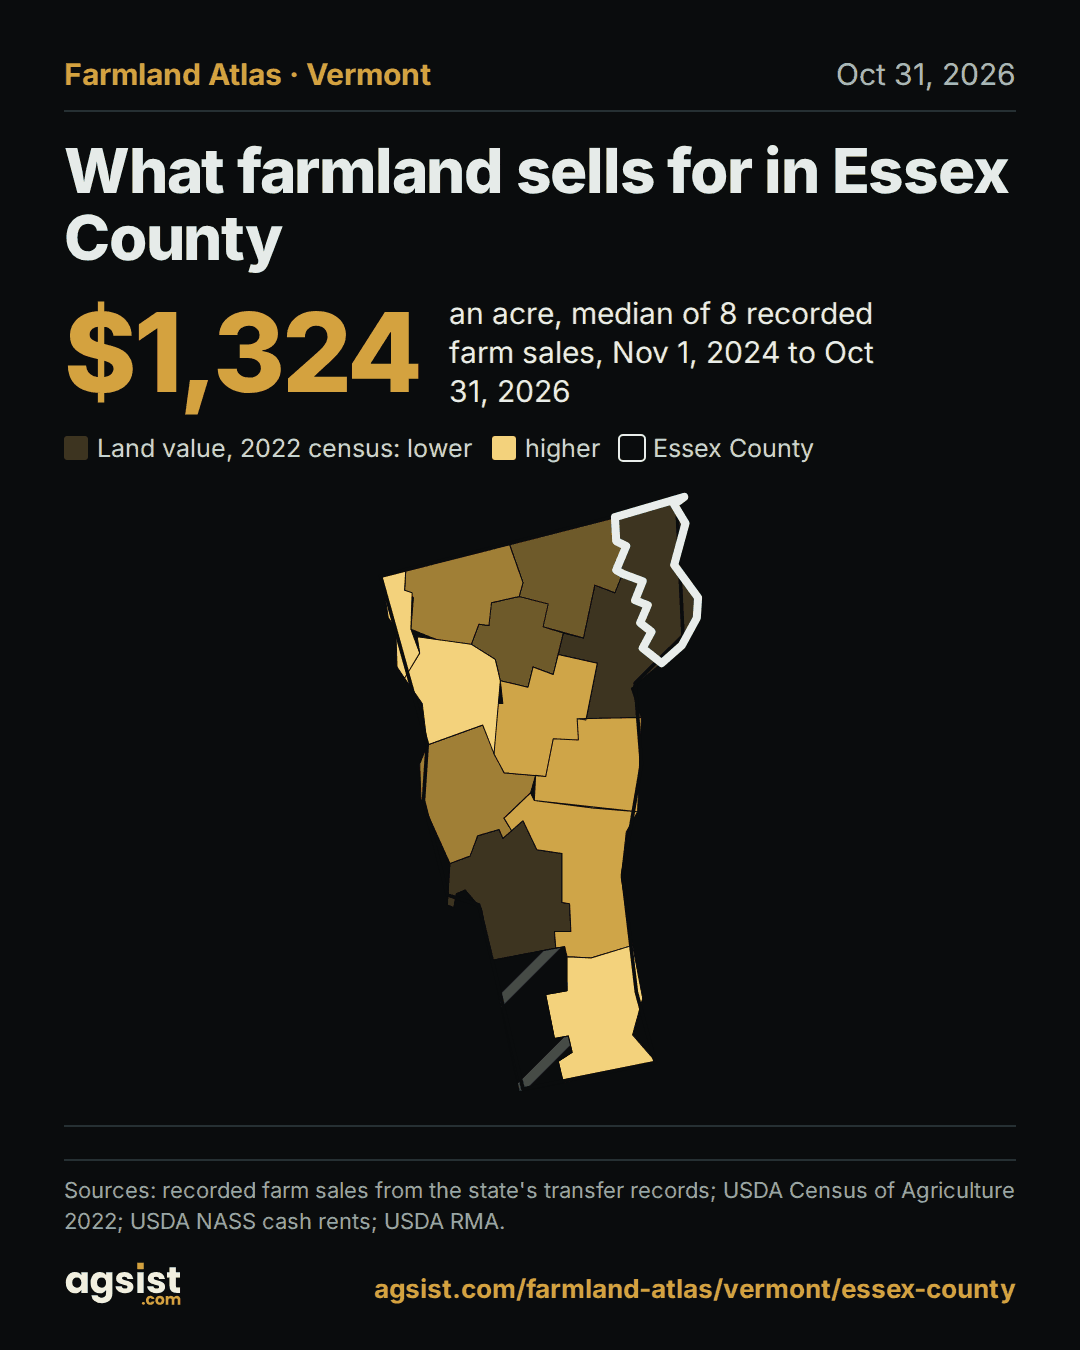 Farmland Atlas · Vermont
Oct 31, 2026
What farmland sells for in Essex
County
$1,324
an acre, median of 8 recorded
farm sales, Nov 1, 2024 to Oct
31, 2026
Land value, 2022 census: lower
higher
Essex County
Sources: recorded farm sales from the state's transfer records; USDA Census of Agriculture
2022; USDA NASS cash rents; USDA RMA.
agsist
.com
agsist.com/farmland-atlas/vermont/essex-county